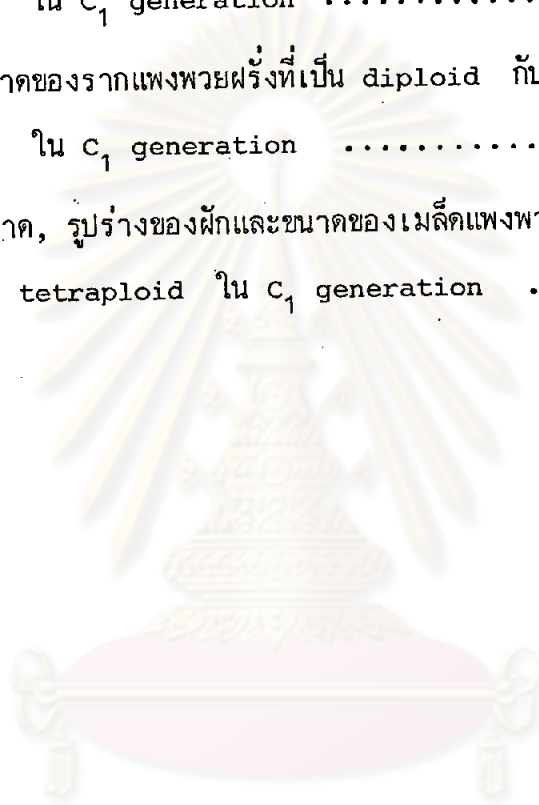 ใน C₁ generation ..............
าดของรากแพงพวยฝรั่งที่เป็น diploid กับ
ใน C₁ generation ............
าด, รูปร่างของฝักและขนาดของเมล็ดแพงพว
tetraploid ใน C₁ generation .